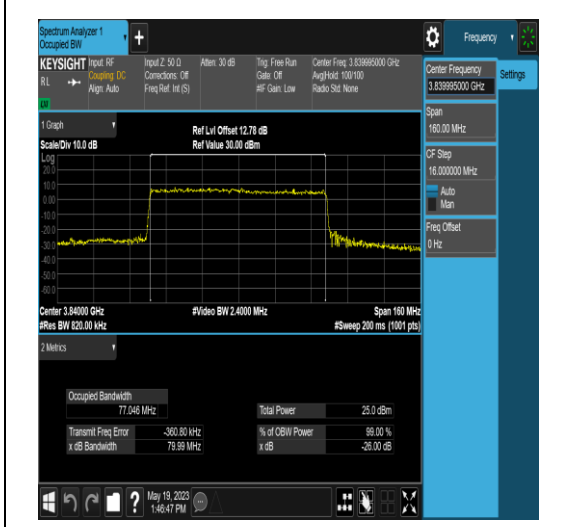 Spectrum Analyzer 1
Occupied BW
+
Frequency
KEYSIGHT
Input: RF
Coupling: DC
Align: Auto
Input Z: 50 Ω
Corrections: Off
Freq Ref: Int (S)
Atten: 30 dB
Trig: Free Run
Gate: Off
#IF Gain: Low
Center Freq: 3.839995000 GHz
Avg|Hold: 100/100
Radio Std: None
RL
Center Frequency
3.839995000 GHz
Settings
Span
160.00 MHz
CF Step
16.000000 MHz
Auto
Man
Freq Offset
0 Hz
1 Graph
Scale/Div 10.0 dB
Ref Lvl Offset 12.78 dB
Ref Value 30.00 dBm
Log
20.0
10.0
0.00
-10.0
-20.0
-30.0
-40.0
-50.0
-60.0
Center 3.84000 GHz
#Video BW 2.4000 MHz
Span 160 MHz
#Res BW 820.00 kHz
#Sweep 200 ms (1001 pts)
2 Metrics
Occupied Bandwidth
77.046 MHz
Total Power 25.0 dBm
Transmit Freq Error -360.80 kHz
% of OBW Power 99.00 %
x dB Bandwidth 79.99 MHz
x dB -26.00 dB
?
May 19, 2023
1:46:47 PM